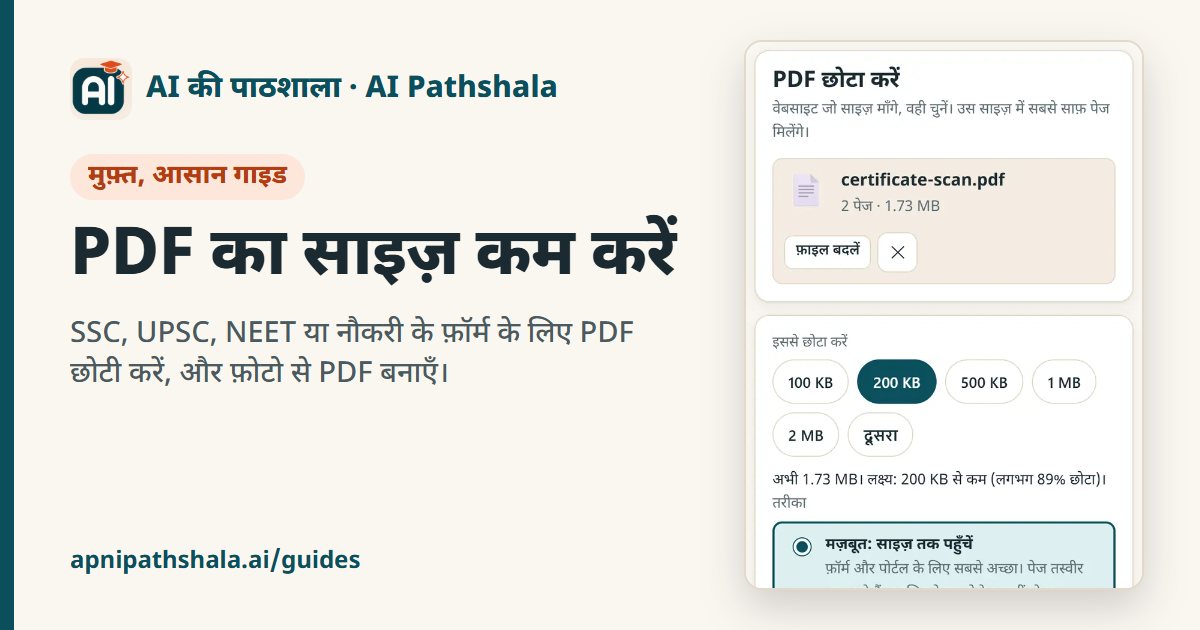 AI
AI की पाठशाला · AI Pathshala
मुफ़्त, आसान गाइड
PDF का साइज़ कम करें
SSC, UPSC, NEET या नौकरी के फ़ॉर्म के लिए PDF
छोटी करें, और फ़ोटो से PDF बनाएँ।
apnipathshala.ai/guides
PDF छोटा करें
वेबसाइट जो साइज़ माँगे, वही चुनें। उस साइज़ में सबसे साफ़ पेज
मिलेंगे।
certificate-scan.pdf
2 पेज · 1.73 MB
फ़ाइल बदलें
इससे छोटा करें
100 KB 200 KB 500 KB 1 MB
2 MB दूसरा
अभी 1.73 MB। लक्ष्य: 200 KB से कम (लगभग 89% छोटा)।
तरीका
मज़बूत: साइज़ तक पहुँचें
फ़ॉर्म और पोर्टल के लिए सबसे अच्छा। पेज तस्वीर